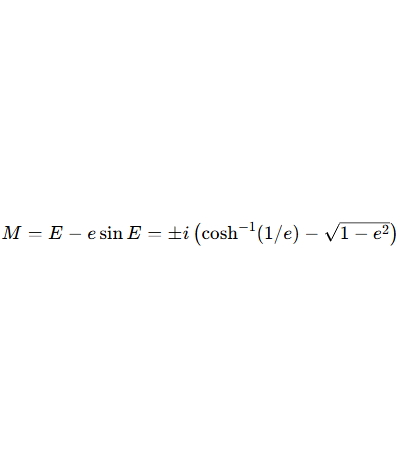 M = E − e sin E = ±i (cosh⁻¹(1/e) − √(1 − e²))